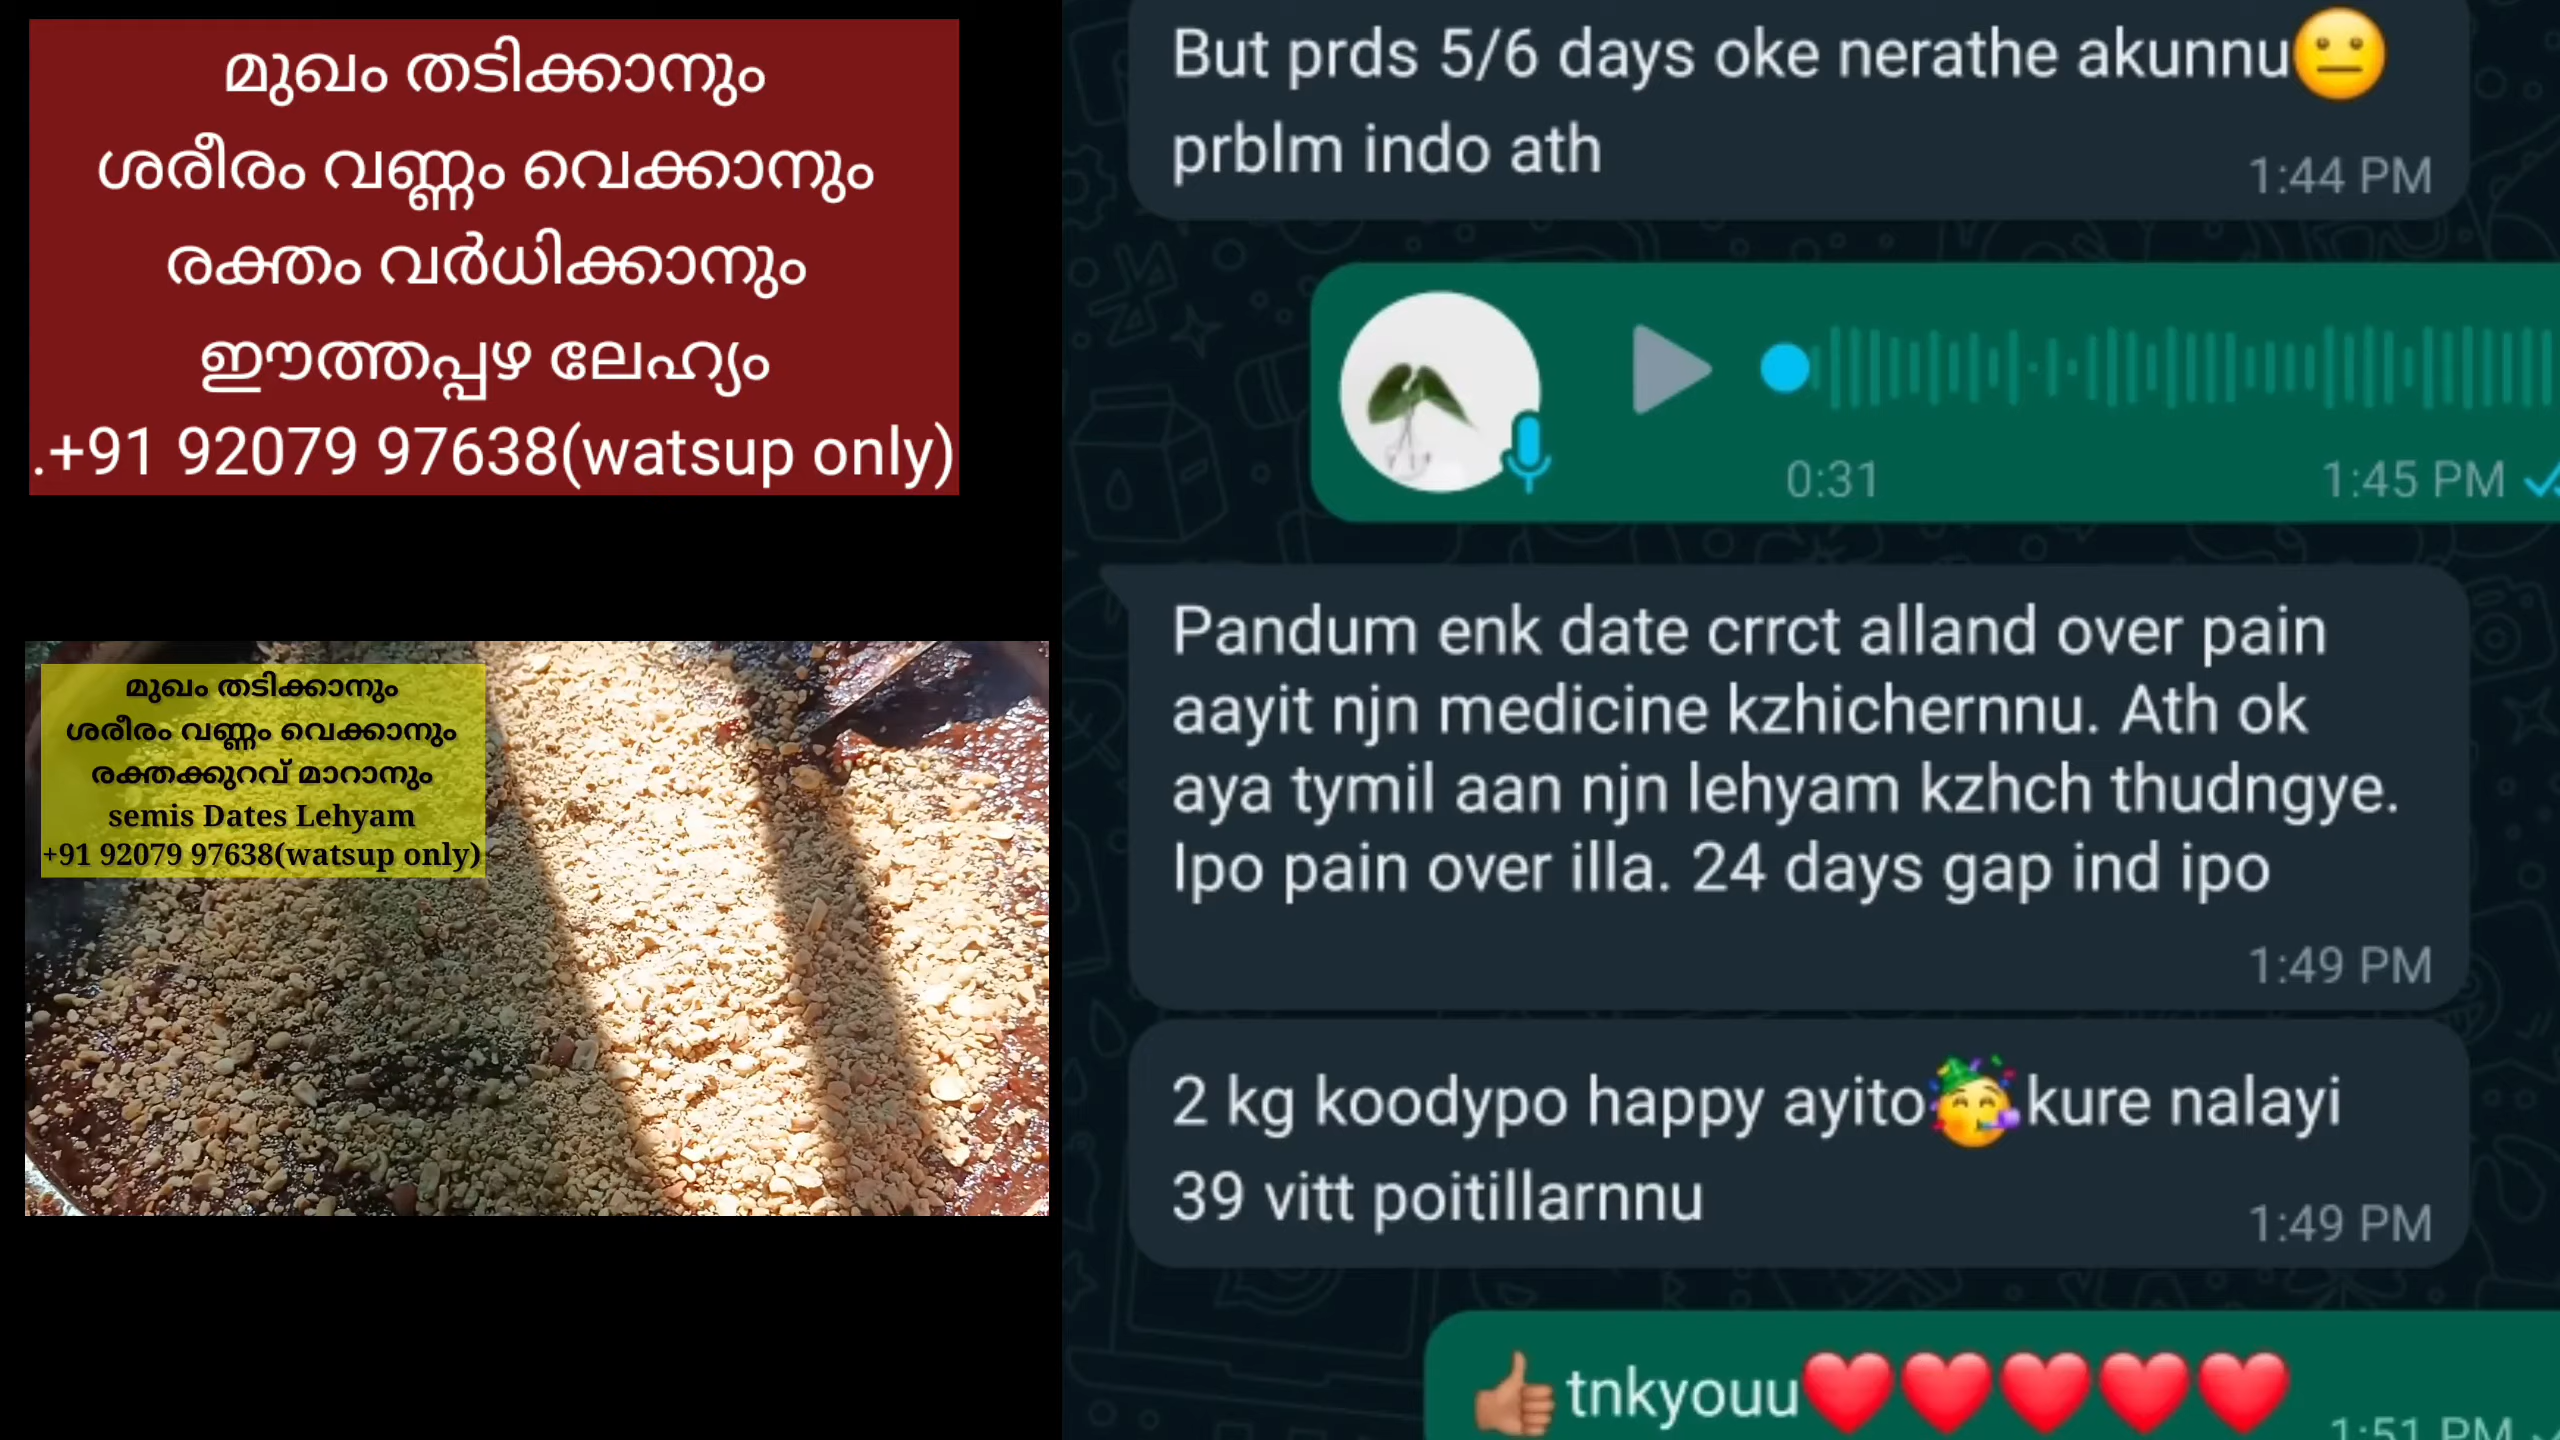 മുഖം തടിക്കാനും
ശരീരം വണ്ണം വെക്കാനും
രക്തം വർധിക്കാനും
ഈത്തപ്പഴ ലേഹ്യം
.+91 92079 97638(watsup only)
മുഖം തടിക്കാനും
ശരീരം വണ്ണം വെക്കാനും
രക്തക്കുറവ് മാറാനും
semis Dates Lehyam
+91 92079 97638(watsup only)
But prds 5/6 days oke nerathe akunnu😐
prblm indo ath
1:44 PM
0:31 1:45 PM
Pandum enk date crrct alland over pain
aayit njn medicine kzhichernnu. Ath ok
aya tymil aan njn lehyam kzhch thudngye.
Ipo pain over illa. 24 days gap ind ipo
1:49 PM
2 kg koodypo happy ayito🥳kure nalayi
39 vitt poitillarnnu
1:49 PM
👍🏽tnkyouu❤️❤️❤️❤️❤️
1:51 PM